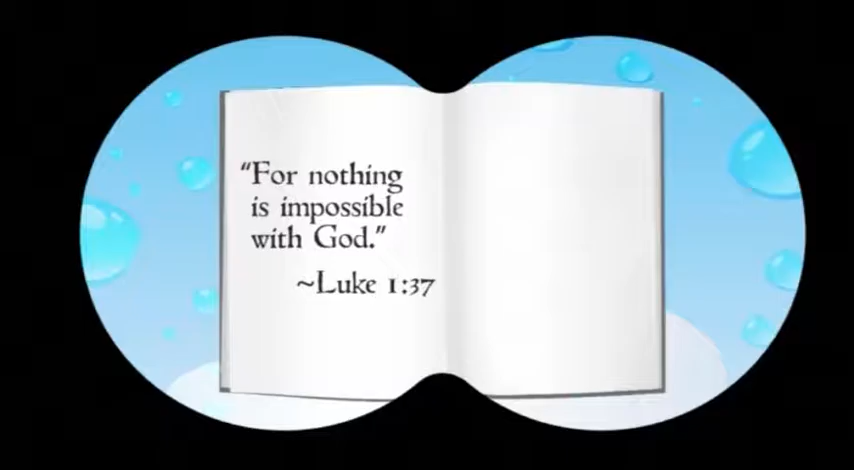 “For nothing
is impossible
with God.”
~Luke 1:37